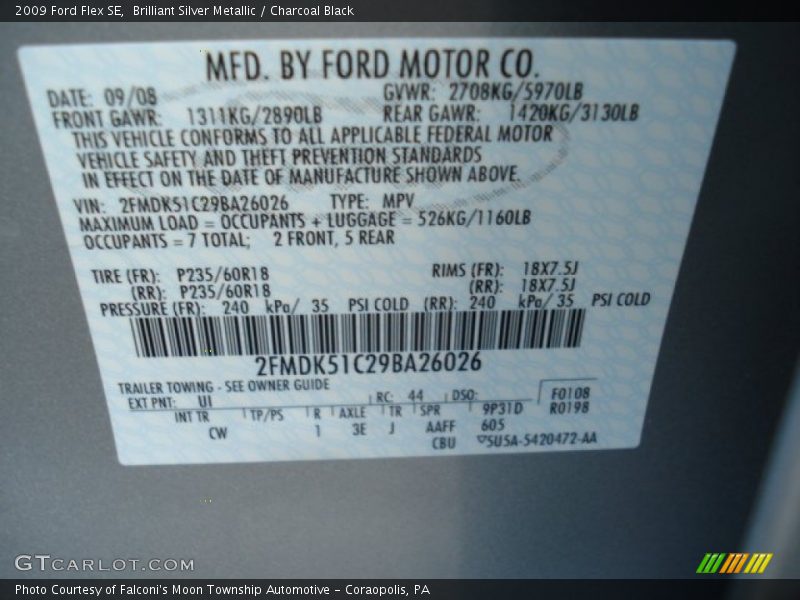 2009 Ford Flex SE,  Brilliant Silver Metallic / Charcoal Black
MFD. BY FORD MOTOR CO.
DATE: 09/08 GVWR: 2708KG/5970LB
FRONT GAWR: 1311KG/2890LB REAR GAWR: 1420KG/3130LB
THIS VEHICLE CONFORMS TO ALL APPLICABLE FEDERAL MOTOR
VEHICLE SAFETY AND THEFT PREVENTION STANDARDS
IN EFFECT ON THE DATE OF MANUFACTURE SHOWN ABOVE.
VIN: 2FMDK51C29BA26026 TYPE: MPV
MAXIMUM LOAD = OCCUPANTS + LUGGAGE = 526KG/1160LB
OCCUPANTS = 7 TOTAL; 2 FRONT, 5 REAR
TIRE (FR): P235/60R18 RIMS (FR): 18X7.5J
(RR): P235/60R18 (RR): 18X7.5J
PRESSURE (FR): 240 kPa/ 35 PSI COLD (RR): 240 kPa/ 35 PSI COLD
2FMDK51C29BA26026
TRAILER TOWING - SEE OWNER GUIDE
EXT PNT: UI RC: 44 DSO: F0108
INT TR TP/PS R AXLE TR SPR 9P31D R0198
CW 1 3E J AAFF 605
CBU 5U5A-5420472-AA
GTCARLOT.COM
Photo Courtesy of Falconi's Moon Township Automotive - Coraopolis, PA